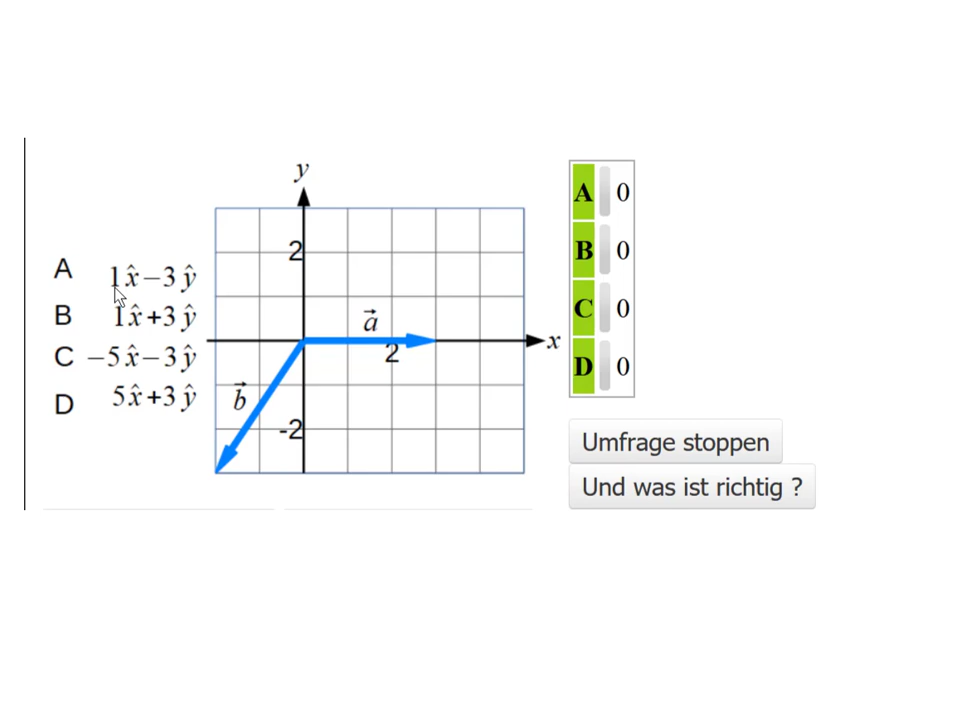 y
2
A 1x̂−3ŷ
B 1x̂+3ŷ
C −5x̂−3ŷ
D 5x̂+3ŷ
a⃗
x
2
b⃗
-2
A 0
B 0
C 0
D 0
Umfrage stoppen
Und was ist richtig ?